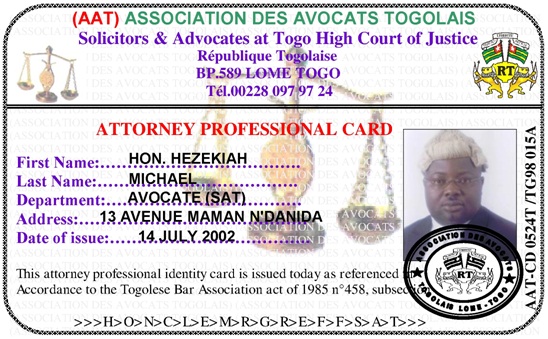 (AAT) ASSOCIATION DES AVOCATS TOGOLAIS
Solicitors & Advocates at Togo High Court of Justice
République Togolaise
BP.589 LOME TOGO
Tél.00228 097 97 24
RT
ATTORNEY PROFESSIONAL CARD
First Name:......HON. HEZEKIAH
Last Name:......MICHAEL
Department:......AVOCATE (SAT)
Address:......13 AVENUE MAMAN N'DANIDA
Date of issue:......14 JULY 2002
AAT-CD 0524T /TG98 015A
ASSOCIATION DES AVOCATS
RT
TOGOLAIS LOME - TOGO
This attorney professional identity card is issued today as referenced
Accordance to the Togolese Bar Association act of 1985 n°458,
>>>H>O>N>C>L>E>M>R>G>R>E>F>F>S>A>T>>>